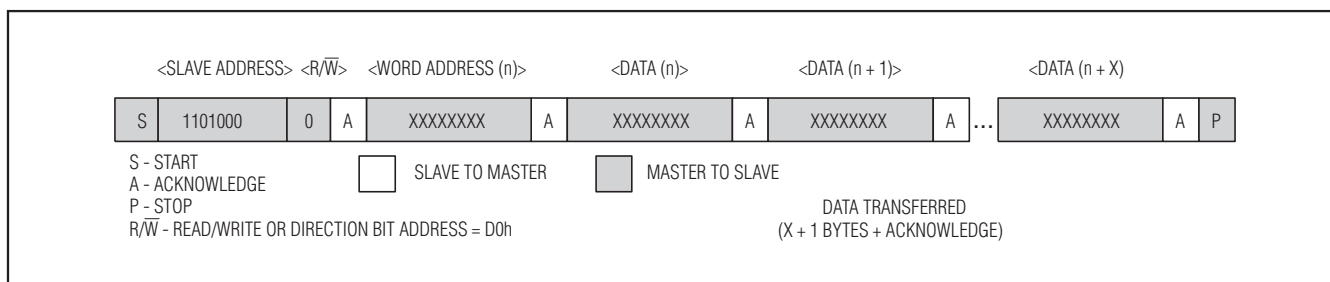 <SLAVE ADDRESS> <R/W̅> <WORD ADDRESS (n)> <DATA (n)> <DATA (n + 1)> <DATA (n + X)
S 1101000 0 A XXXXXXXX A XXXXXXXX A XXXXXXXX A ... XXXXXXXX A P
S - START
A - ACKNOWLEDGE
P - STOP
R/W̅ - READ/WRITE OR DIRECTION BIT ADDRESS = D0h
SLAVE TO MASTER
MASTER TO SLAVE
DATA TRANSFERRED
(X + 1 BYTES + ACKNOWLEDGE)